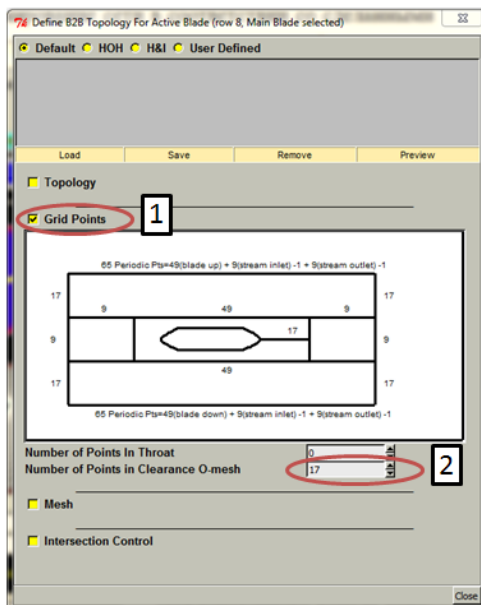 Define B2B Topology For Active Blade (row 8, Main Blade selected)
Default HOH H&I User Defined
Load Save Remove Preview
Topology
Grid Points 1
65 Periodic Pts=49(blade up) + 9(stream inlet) -1 + 9(stream outlet) -1
17 17
9 49 9
9 17 9
49
17 17
65 Periodic Pts=49(blade down) + 9(stream inlet) -1 + 9(stream outlet) -1
Number of Points In Throat 0
Number of Points in Clearance O-mesh 17 2
Mesh
Intersection Control
Close